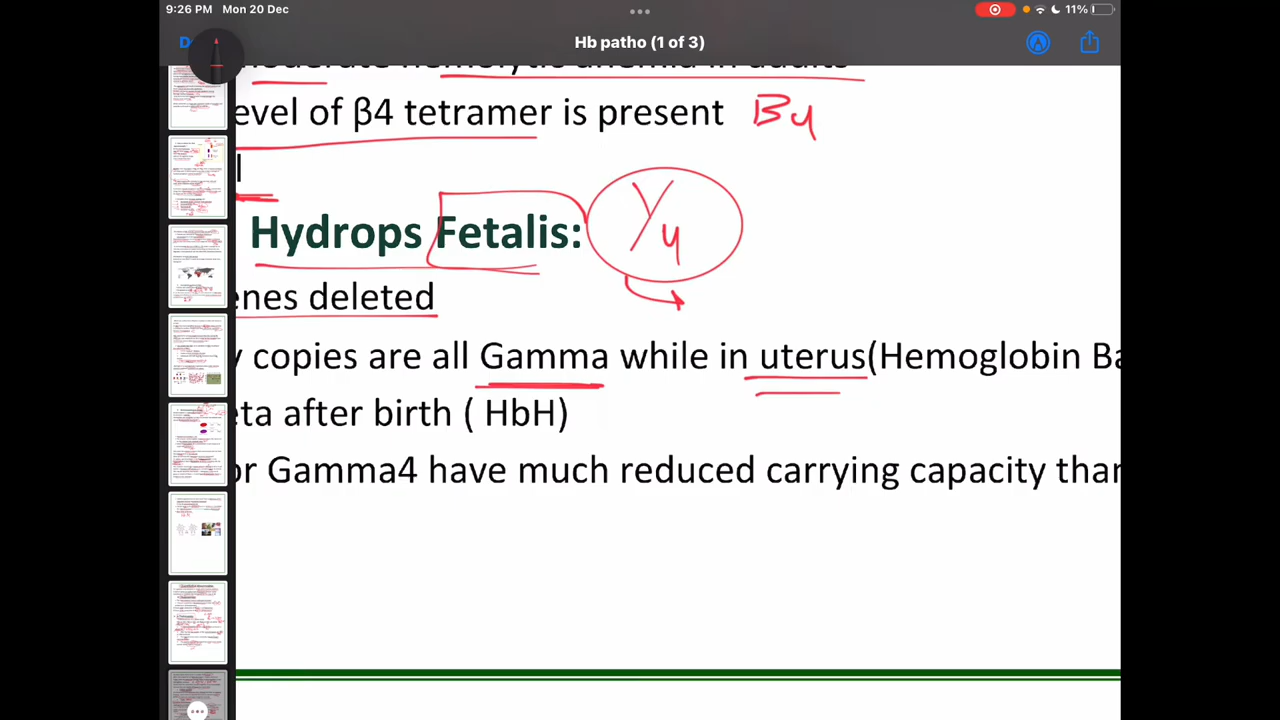 9:26 PM Mon 20 Dec
11%
Hb patho (1 of 3)
evel of β4 tetramer is present B4
l
Hydrops Fetalis: γ4
enes deleted
y copies are all Gamma while in uterus(Hemoglobin Ba
eta after birth ( HbH)
or Gamma4 have much reduced carrying capacity than